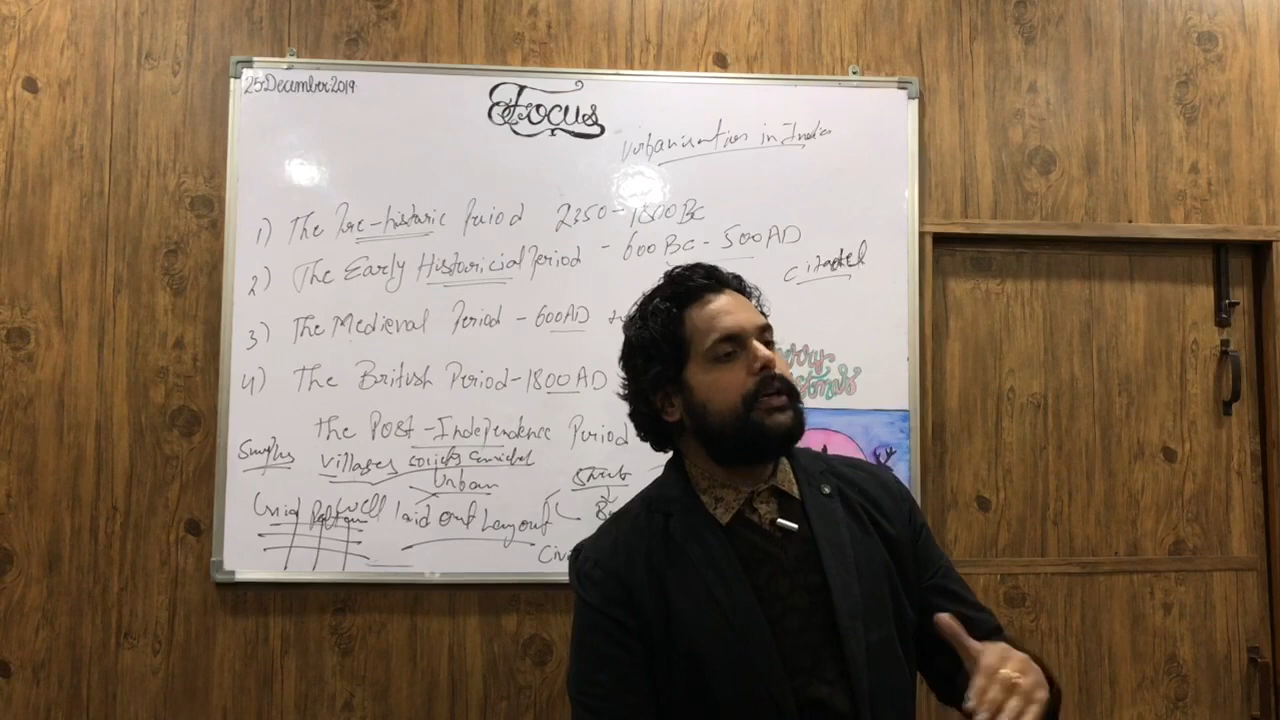 25 December 2019
Focus
Urbanisation in India
1) The Pre-historic Period 2350-1800 BC
2) The Early Historicial Period - 600 BC - 500 AD
Citadel
3) The Medieval Period - 600 AD
4) The British Period - 1800 AD
The Post-Independence Period
Surplus Villages
Urban
Grid Pattern Well laid out Layout